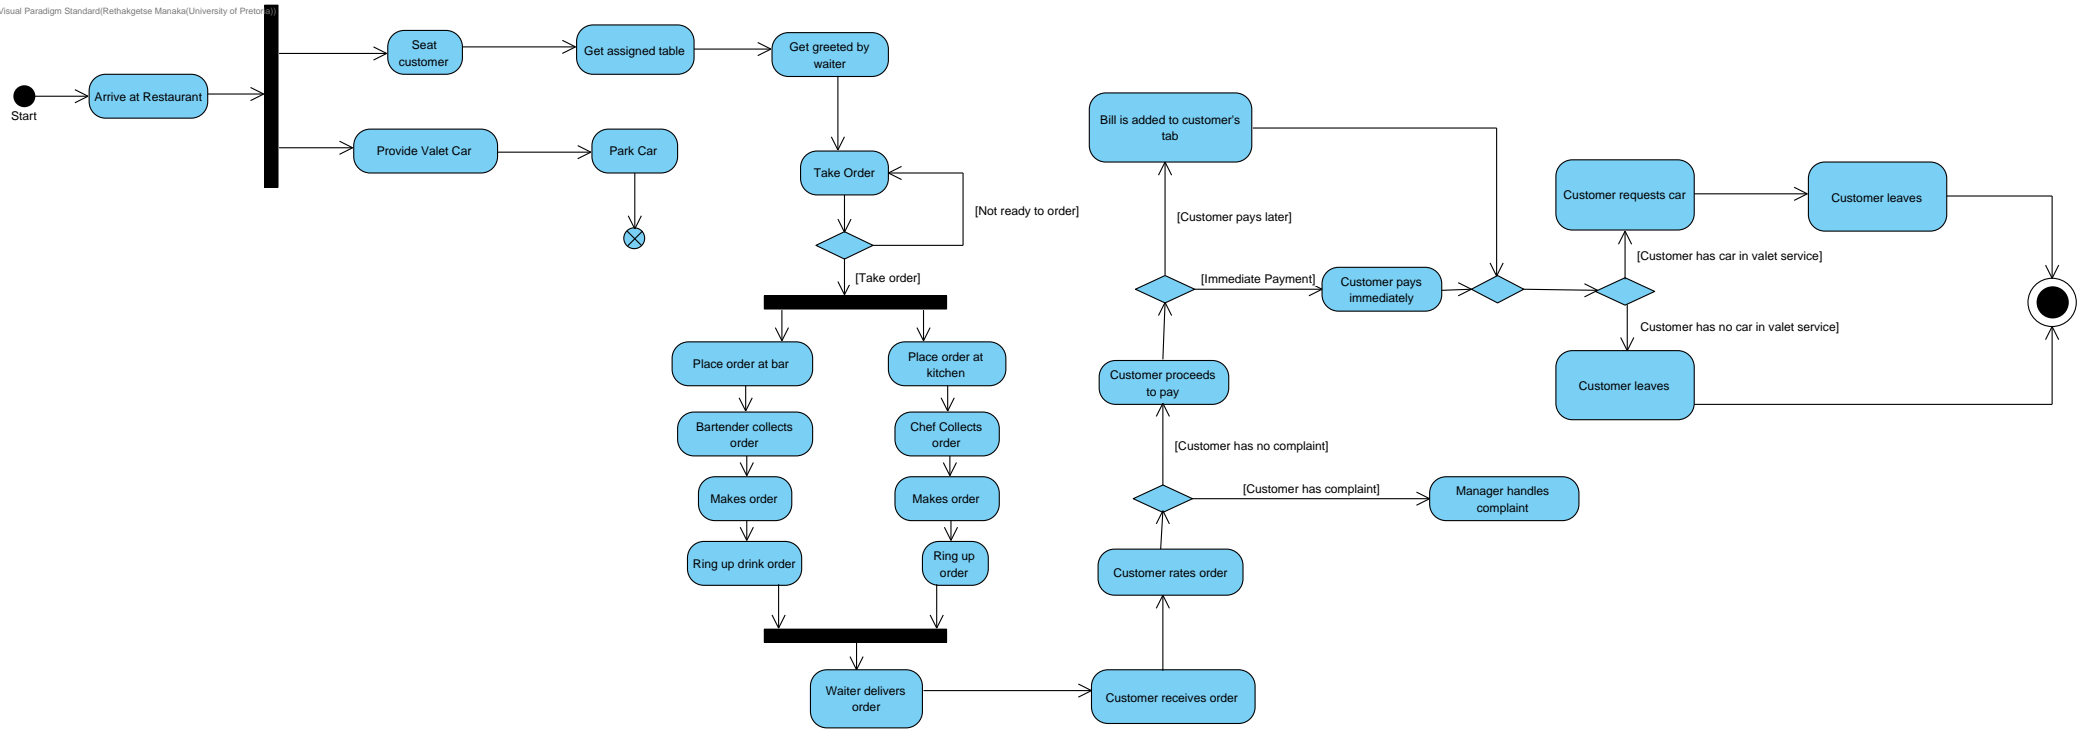 Visual Paradigm Standard(Rethakgetse Manaka(University of Pretoria))
Start
Arrive at Restaurant
Seat
customer
Get assigned table
Get greeted by
waiter
Provide Valet Car
Park Car
Take Order
[Not ready to order]
[Take order]
Place order at bar
Place order at
kitchen
Bartender collects
order
Chef Collects
order
Makes order
Makes order
Ring up drink order
Ring up
order
Waiter delivers
order
Customer receives order
Customer rates order
[Customer has complaint]
Manager handles
complaint
[Customer has no complaint]
Customer proceeds
to pay
[Immediate Payment]
Customer pays
immediately
[Customer pays later]
Bill is added to customer's
tab
Customer requests car
Customer leaves
[Customer has car in valet service]
Customer has no car in valet service]
Customer leaves